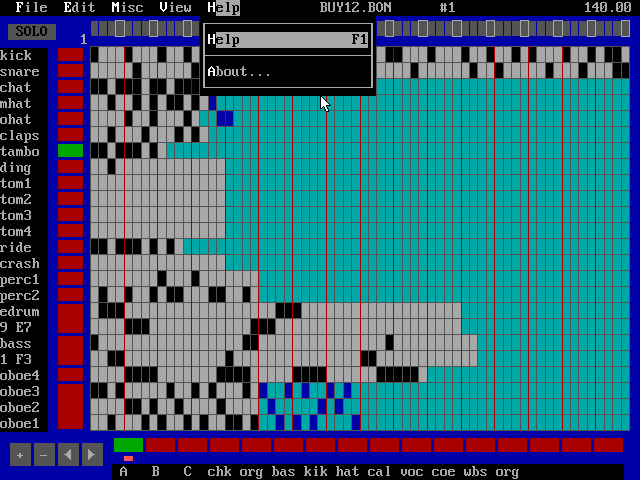 File Edit Misc View Help BUY12.BON #1 140.00
SOLO
1
Help F1
About...
kick
snare
chat
mhat
ohat
claps
tambo
ding
tom1
tom2
tom3
tom4
ride
crash
perc1
perc2
edrum
9 E7
bass
1 F3
oboe4
oboe3
oboe2
oboe1
+ −
A B C chk org bas kik hat cal voc coe wbs org